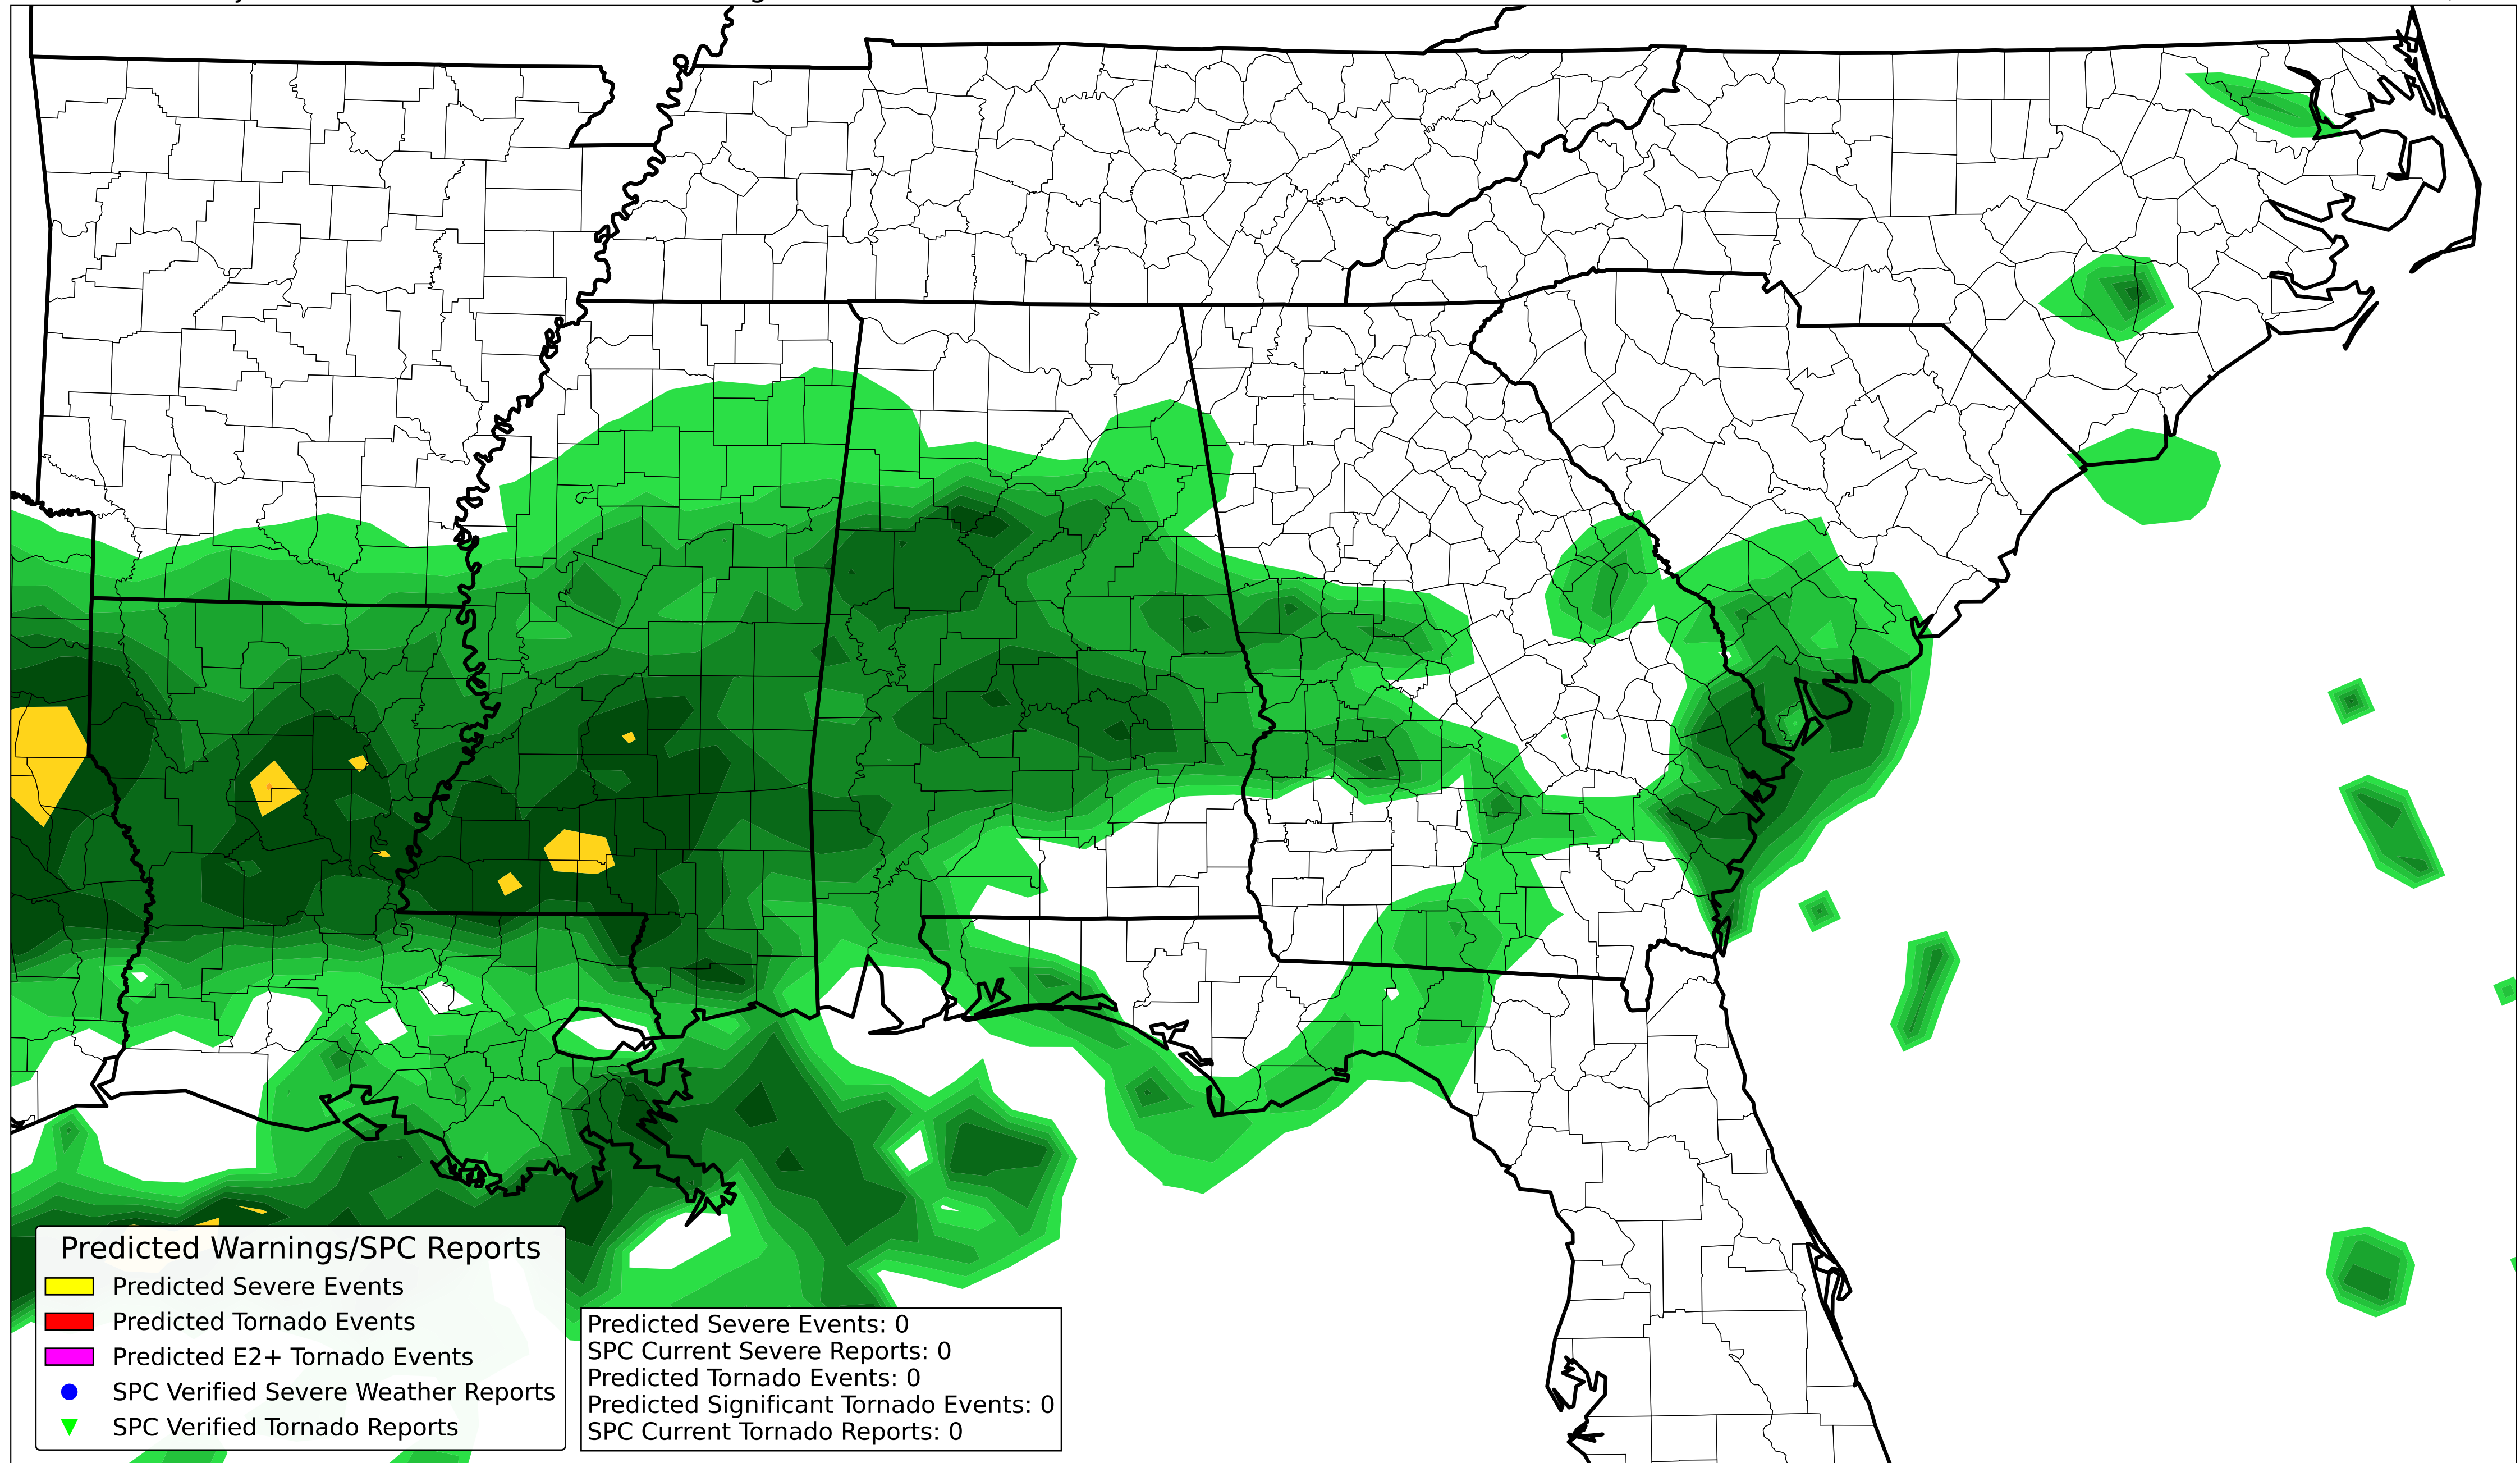 Predicted Warnings/SPC Reports
Predicted Severe Events
Predicted Tornado Events
Predicted E2+ Tornado Events
SPC Verified Severe Weather Reports
SPC Verified Tornado Reports
Predicted Severe Events: 0
SPC Current Severe Reports: 0
Predicted Tornado Events: 0
Predicted Significant Tornado Events: 0
SPC Current Tornado Reports: 0